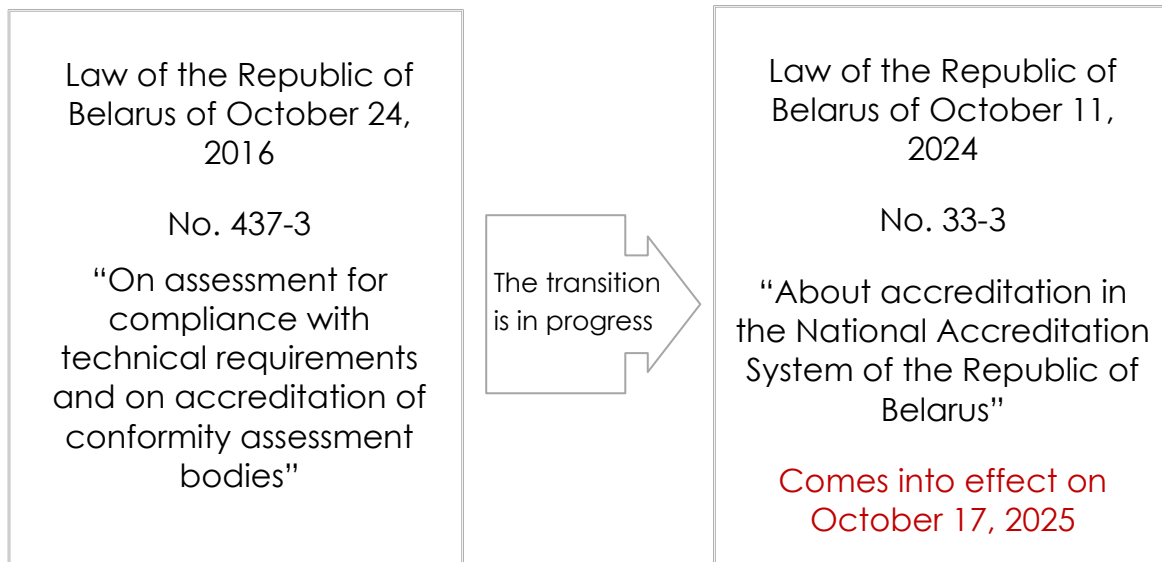 Law of the Republic of
Belarus of October 24,
2016
No. 437-3
“On assessment for
compliance with
technical requirements
and on accreditation of
conformity assessment
bodies”
The transition
is in progress
Law of the Republic of
Belarus of October 11,
2024
No. 33-3
“About accreditation in
the National Accreditation
System of the Republic of
Belarus”
Comes into effect on
October 17, 2025